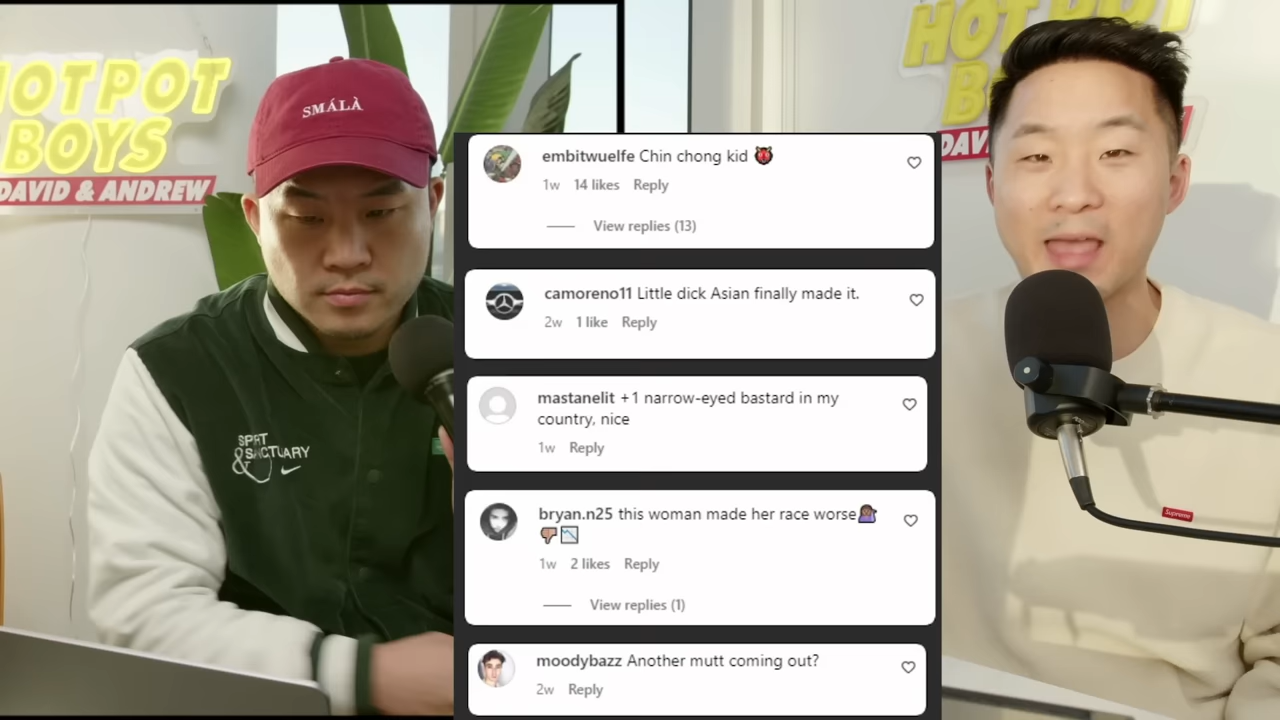 HOTPOT
BOYS
DAVID & ANDREW
SMÁLÀ
SANCTUARY
&
embitwuelfe Chin chong kid 👹
1w 14 likes Reply
View replies (13)
camoreno11 Little dick Asian finally made it.
2w 1 like Reply
mastanelit +1 narrow-eyed bastard in my
country, nice
1w Reply
bryan.n25 this woman made her race worse💇🏾‍♀️
👎🏽📉
1w 2 likes Reply
View replies (1)
moodybazz Another mutt coming out?
2w Reply
HOT POT
B
DAV
Supreme